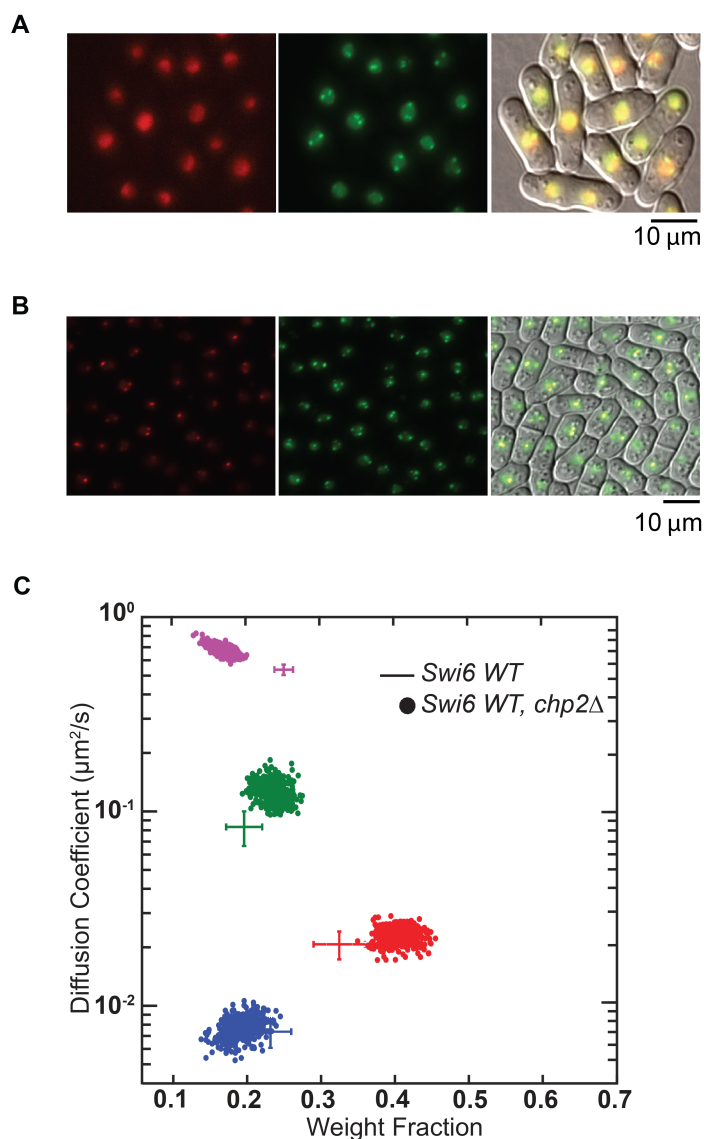 A
10 µm
B
10 µm
C
10⁰
10⁻¹
10⁻²
Diffusion Coefficient (µm²/s)
Swi6 WT
Swi6 WT, chp2Δ
0.1 0.2 0.3 0.4 0.5 0.6 0.7
Weight Fraction